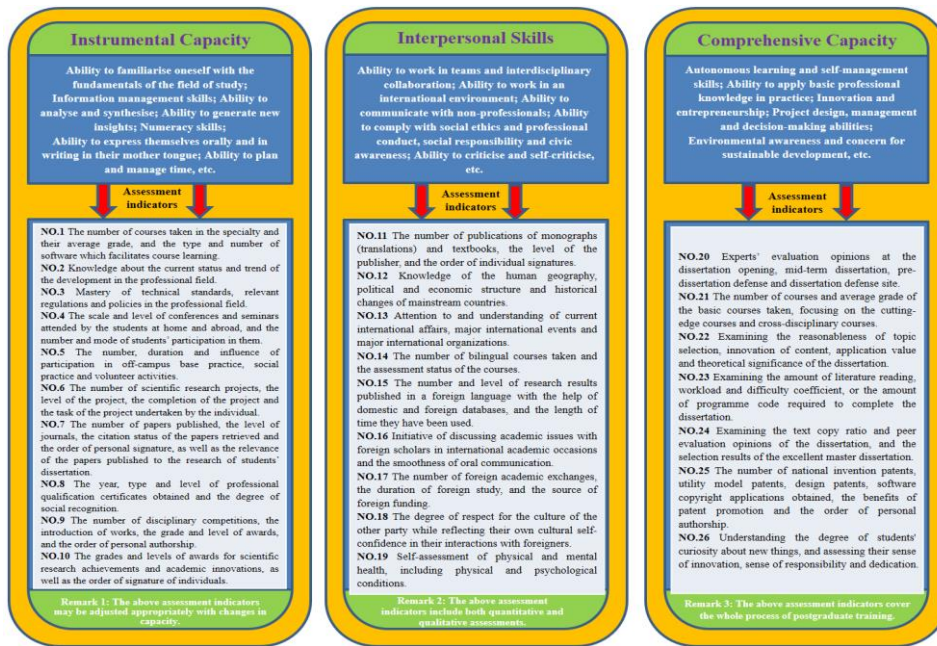 Instrumental Capacity
Ability to familiarise oneself with the
fundamentals of the field of study;
Information management skills; Ability to
analyse and synthesise; Ability to generate new
insights; Numeracy skills;
Ability to express themselves orally and in
writing in their mother tongue; Ability to plan
and manage time, etc.
Assessment
indicators
NO.1 The number of courses taken in the specialty and
their average grade, and the type and number of
software which facilitates course learning.
NO.2 Knowledge about the current status and trend of
the development in the professional field.
NO.3 Mastery of technical standards, relevant
regulations and policies in the professional field.
NO.4 The scale and level of conferences and seminars
attended by the students at home and abroad, and the
number and mode of students' participation in them.
NO.5 The number, duration and influence of
participation in off-campus base practice, social
practice and volunteer activities.
NO.6 The number of scientific research projects, the
level of the project, the completion of the project and
the task of the project undertaken by the individual.
NO.7 The number of papers published, the level of
journals, the citation status of the papers retrieved and
the order of personal signature, as well as the relevance
of the papers published to the research of students'
dissertation.
NO.8 The year, type and level of professional
qualification certificates obtained and the degree of
social recognition.
NO.9 The number of disciplinary competitions, the
introduction of works, the grade and level of awards,
and the order of personal authorship.
NO.10 The grades and levels of awards for scientific
research achievements and academic innovations, as
well as the order of signature of individuals.
Remark 1: The above assessment indicators
may be adjusted appropriately with changes in
capacity.
Interpersonal Skills
Ability to work in teams and interdisciplinary
collaboration; Ability to work in an
international environment; Ability to
communicate with non-professionals; Ability
to comply with social ethics and professional
conduct, social responsibility and civic
awareness; Ability to criticise and self-criticise,
etc.
Assessment
indicators
NO.11 The number of publications of monographs
(translations) and textbooks, the level of the
publisher, and the order of individual signatures.
NO.12 Knowledge of the human geography,
political and economic structure and historical
changes of mainstream countries.
NO.13 Attention to and understanding of current
international affairs, major international events and
major international organizations.
NO.14 The number of bilingual courses taken and
the assessment status of the courses.
NO.15 The number and level of research results
published in a foreign language with the help of
domestic and foreign databases, and the length of
time they have been used.
NO.16 Initiative of discussing academic issues with
foreign scholars in international academic occasions
and the smoothness of oral communication.
NO.17 The number of foreign academic exchanges,
the duration of foreign study, and the source of
foreign funding.
NO.18 The degree of respect for the culture of the
other party while reflecting their own cultural self-
confidence in their interactions with foreigners.
NO.19 Self-assessment of physical and mental
health, including physical and psychological
conditions.
Remark 2: The above assessment
indicators include both quantitative and
qualitative assessments.
Comprehensive Capacity
Autonomous learning and self-management
skills; Ability to apply basic professional
knowledge in practice; Innovation and
entrepreneurship; Project design, management
and decision-making abilities;
Environmental awareness and concern for
sustainable development, etc.
Assessment
indicators
NO.20 Experts' evaluation opinions at the
dissertation opening, mid-term dissertation, pre-
dissertation defense and dissertation defense site.
NO.21 The number of courses and average grade of
the basic courses taken, focusing on the cutting-
edge courses and cross-disciplinary courses.
NO.22 Examining the reasonableness of topic
selection, innovation of content, application value
and theoretical significance of the dissertation.
NO.23 Examining the amount of literature reading,
workload and difficulty coefficient, or the amount
of programme code required to complete the
dissertation.
NO.24 Examining the text copy ratio and peer
evaluation opinions of the dissertation, and the
selection results of the excellent master dissertation.
NO.25 The number of national invention patents,
utility model patents, design patents, software
copyright applications obtained, the benefits of
patent promotion and the order of personal
authorship.
NO.26 Understanding the degree of students'
curiosity about new things, and assessing their sense
of innovation, sense of responsibility and dedication.
Remark 3: The above assessment indicators cover
the whole process of postgraduate training.